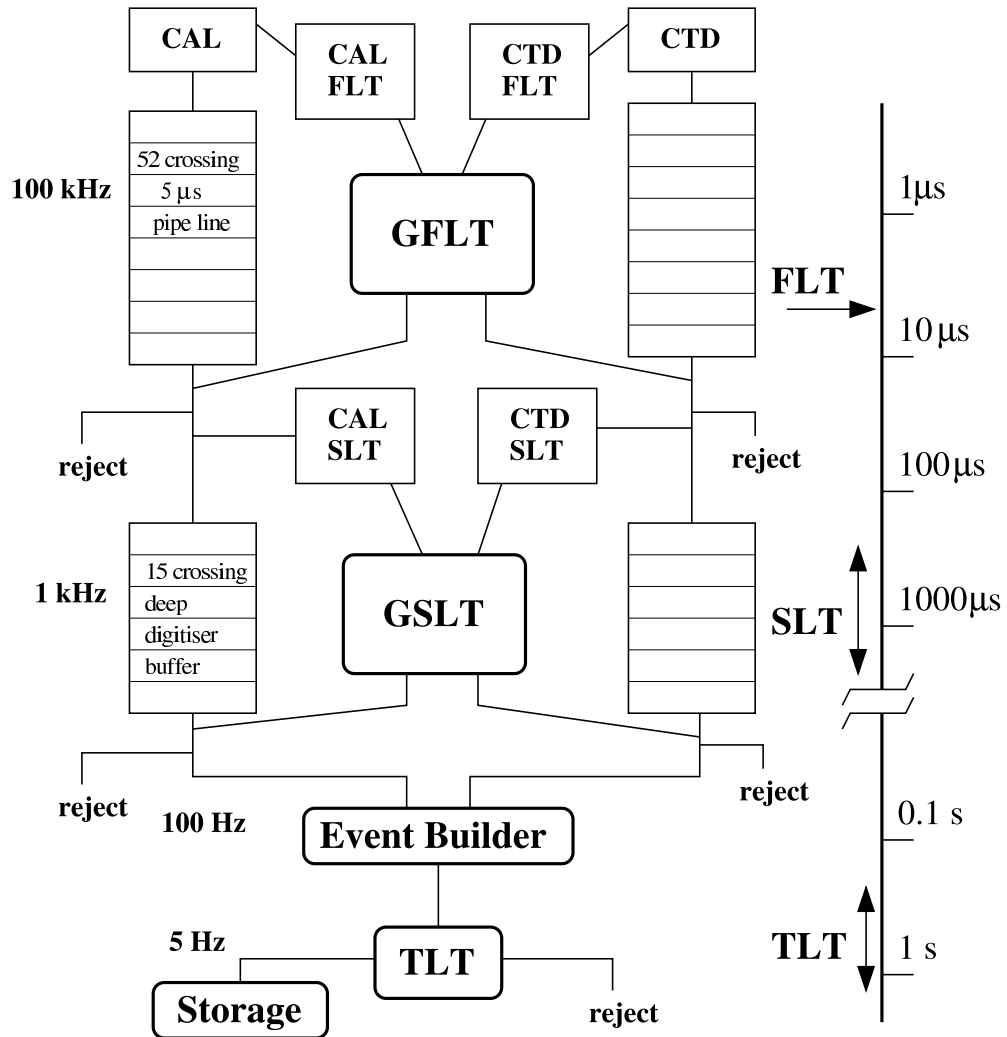 CAL
CAL
FLT
CTD
FLT
CTD
52 crossing
5 μs
pipe line
100 kHz
GFLT
1μs
FLT
10 μs
CAL
SLT
CTD
SLT
reject
reject
100μs
15 crossing
deep
digitiser
buffer
1 kHz
GSLT
SLT
1000μs
reject
100 Hz
reject
Event Builder
0.1 s
5 Hz
TLT
TLT
1 s
Storage
reject